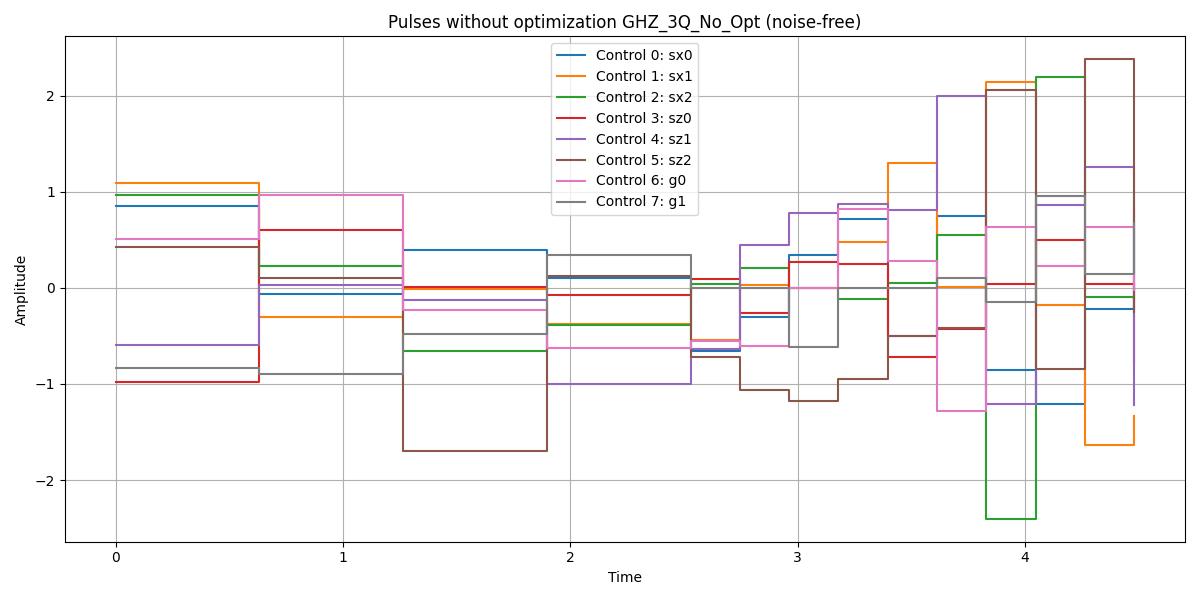 Pulses without optimization GHZ_3Q_No_Opt (noise-free)
Control 0: sx0
Control 1: sx1
Control 2: sx2
Control 3: sz0
Control 4: sz1
Control 5: sz2
Control 6: g0
Control 7: g1
Amplitude
2
1
0
−1
−2
0 1 2 3 4
Time